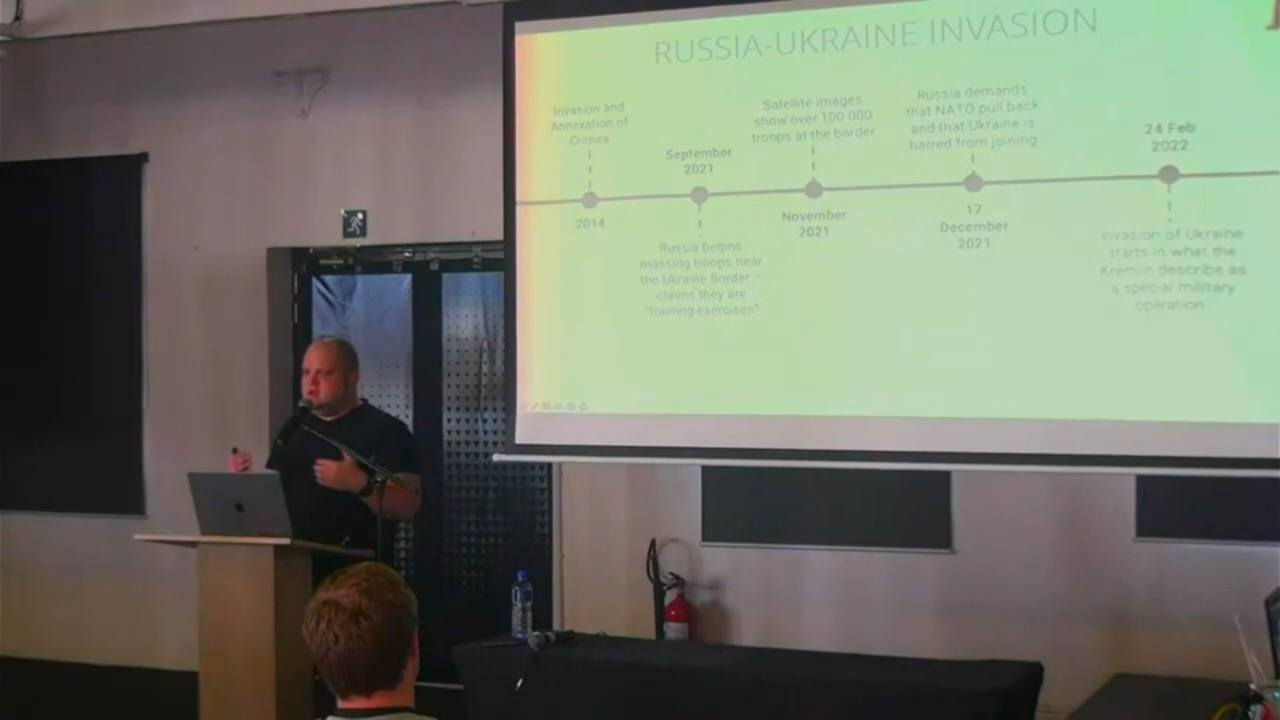 RUSSIA-UKRAINE INVASION
Invasion and
Annexation of
Crimea
2014
September
2021
Russia begins
massing troops near
the Ukraine Border -
claims they are
"training exercises"
Satellite images
show over 100 000
troops at the border
November
2021
Russia demands
that NATO pull back
and that Ukraine is
barred from joining
17
December
2021
24 Feb
2022
Invasion of Ukraine
starts in what the
Kremlin describe as
a special military
operation